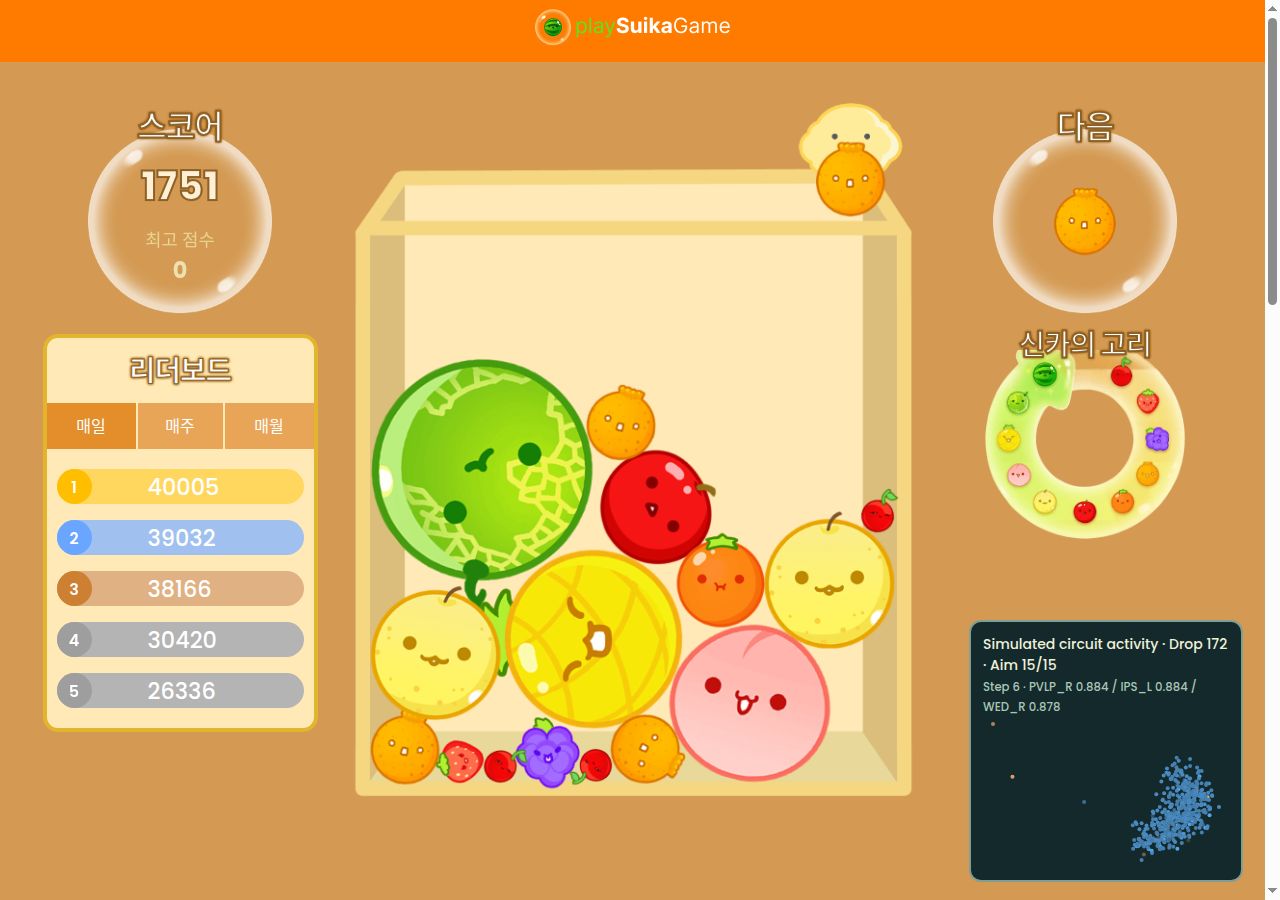 playSuikaGame
스코어
1751
최고 점수
0
다음
신카의 고리
리더보드
매일 매주 매월
1 40005
2 39032
3 38166
4 30420
5 26336
Simulated circuit activity · Drop 172
· Aim 15/15
Step 6 · PVLP_R 0.884 / IPS_L 0.884 /
WED_R 0.878